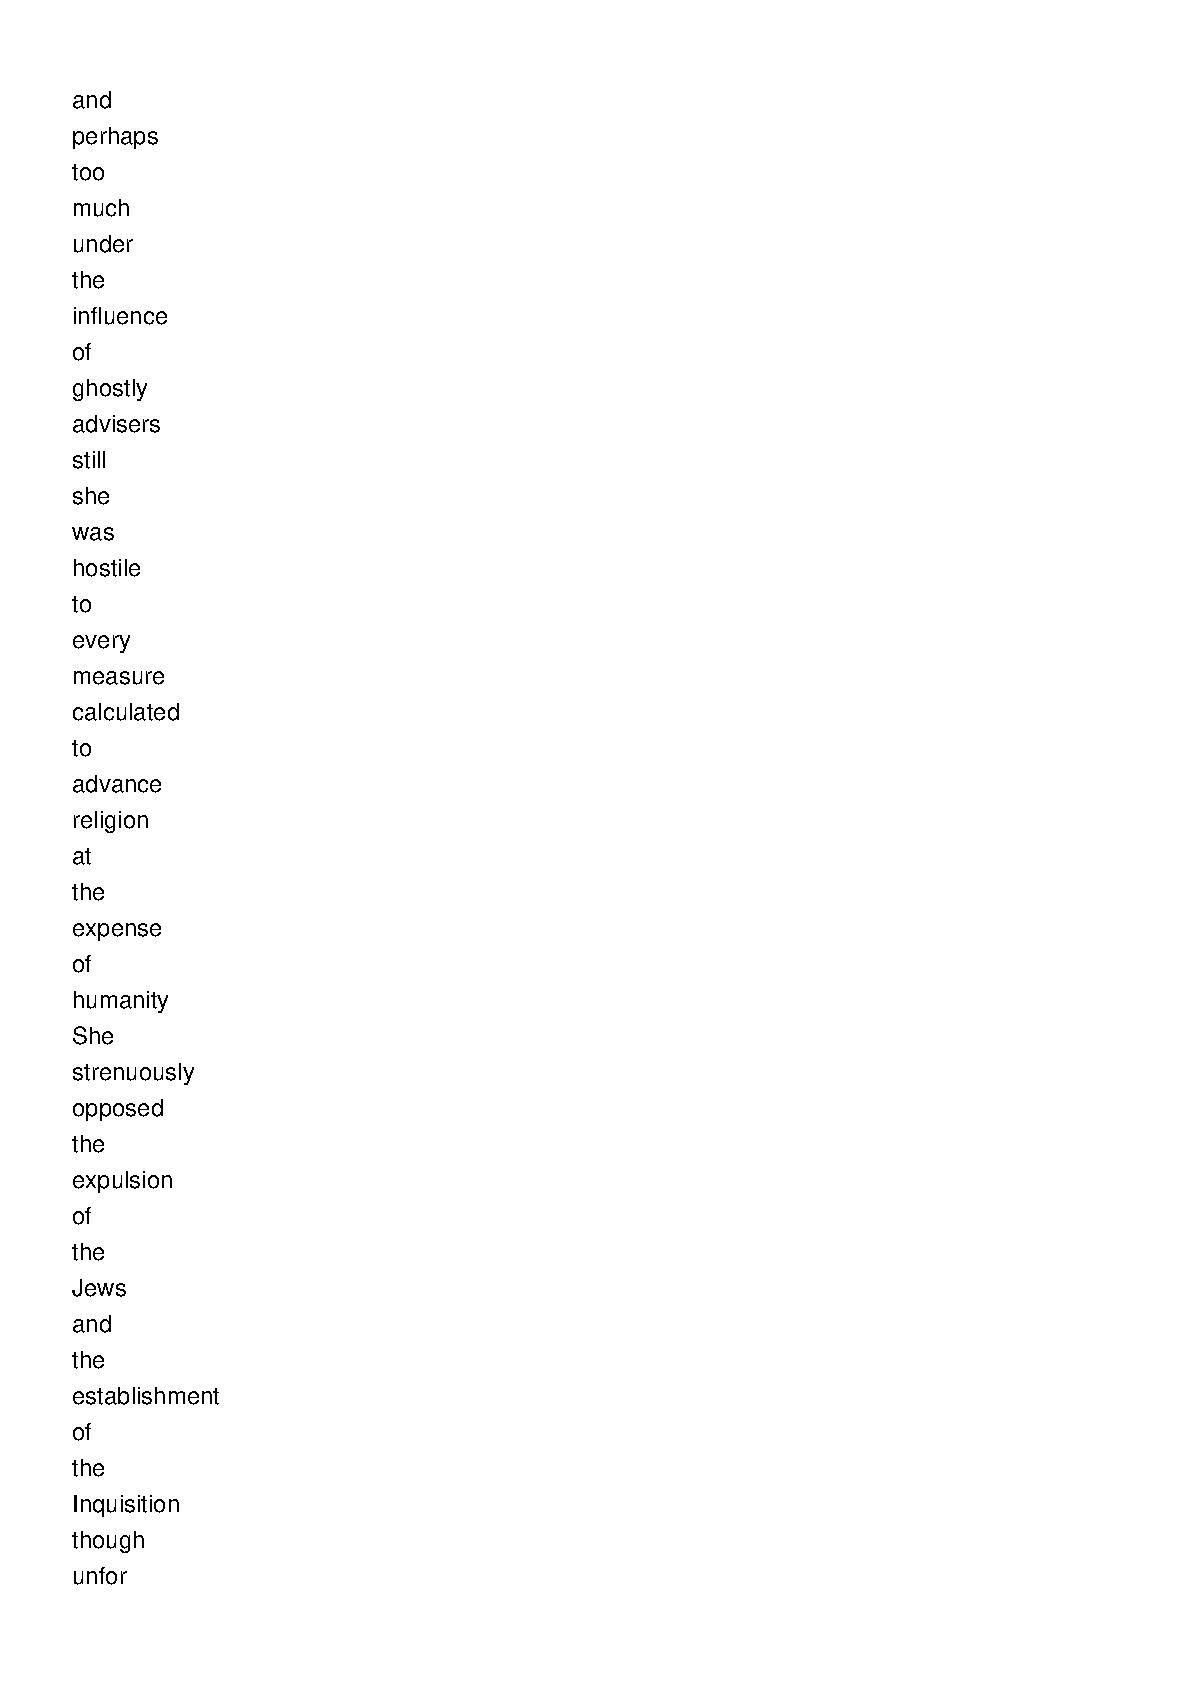 and
perhaps
too
much
under
the
influence
of
ghostly
advisers
still
she
was
hostile
to
every
measure
calculated
to
advance
religion
at
the
expense
of
humanity
She
strenuously
opposed
the
expulsion
of
the
Jews
and
the
establishment
of
the
Inquisition
though
unfor